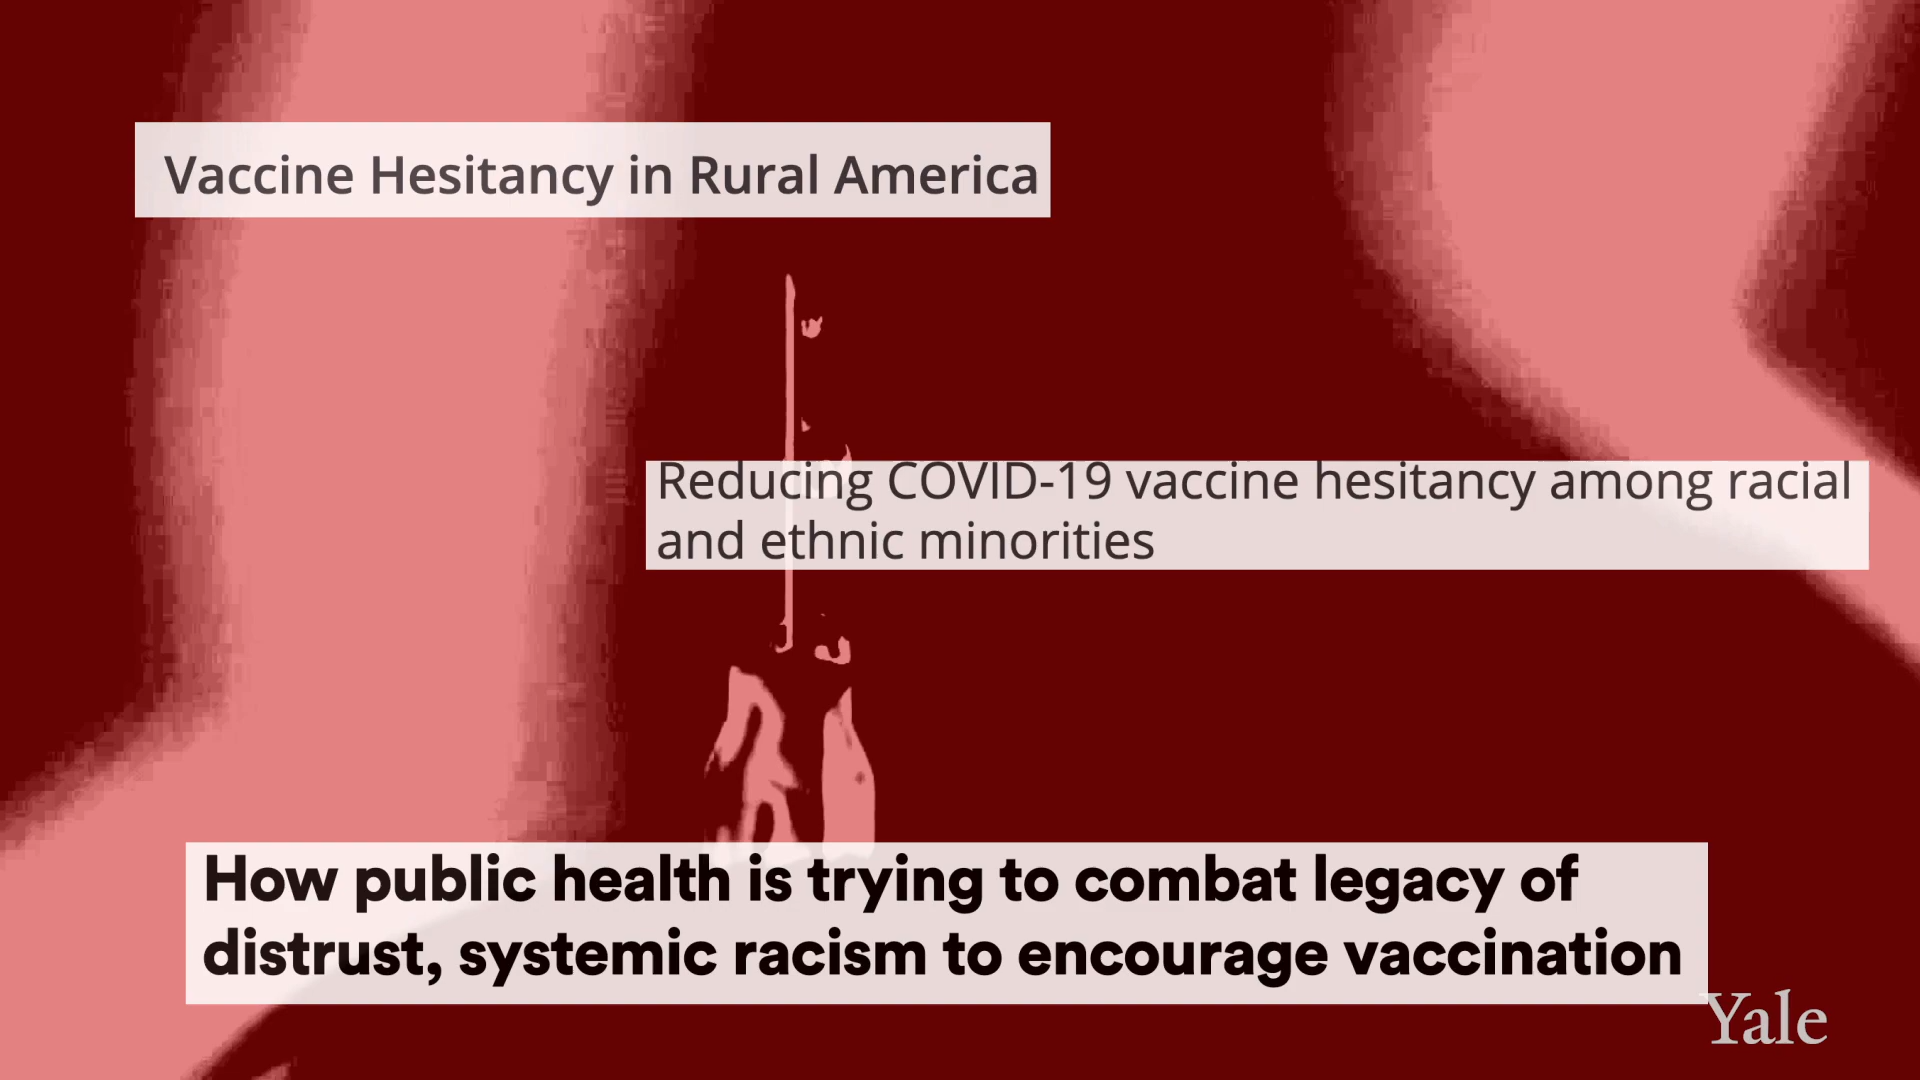 Vaccine Hesitancy in Rural America
Reducing COVID-19 vaccine hesitancy among racial
and ethnic minorities
How public health is trying to combat legacy of
distrust, systemic racism to encourage vaccination
Yale